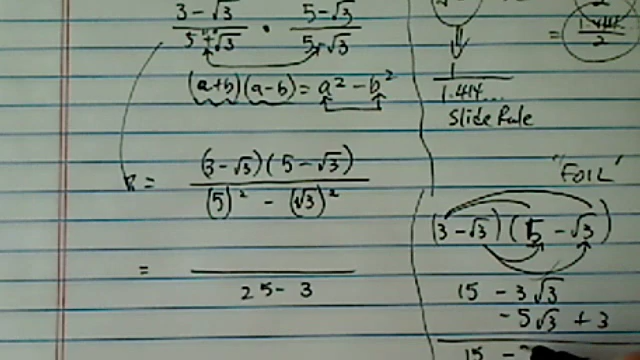 3 - √3 / 5 + √3 · 5 - √3 / 5 √3
(a+b)(a-b) = a² - b²
R = (3 - √3)(5 - √3) / (5)² - (√3)²
= / 25 - 3
= 1.414 / 2
1 / 1.414...
Slide Rule
"FOIL"
(3 - √3)(5 - √3)
15 - 3√3
- 5√3 + 3
15 -